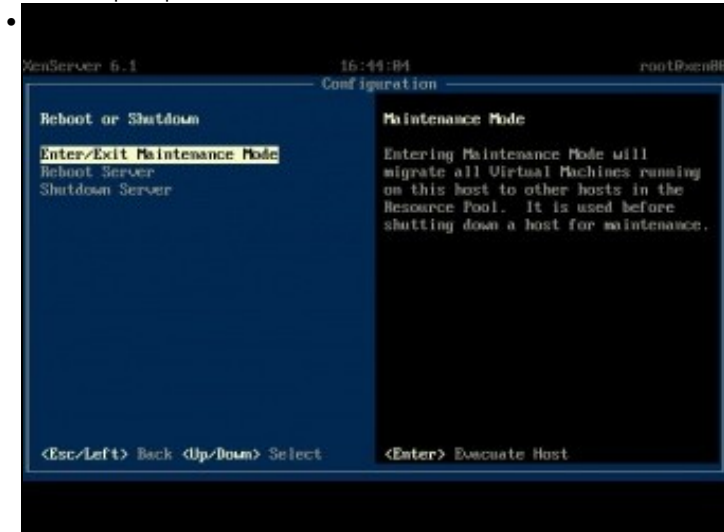 XenServer 6.1 16:44:04
Configuration
Reboot or Shutdown
Enter/Exit Maintenance Mode
Reboot Server
Shutdown Server
<Esc/Left> Back <Up/Down> Select
Maintenance Mode
Entering Maintenance Mode will
migrate all Virtual Machines running
on this host to other hosts in the
Resource Pool. It is used before
shutting down a host for maintenance.
<Enter> Evacuate Host